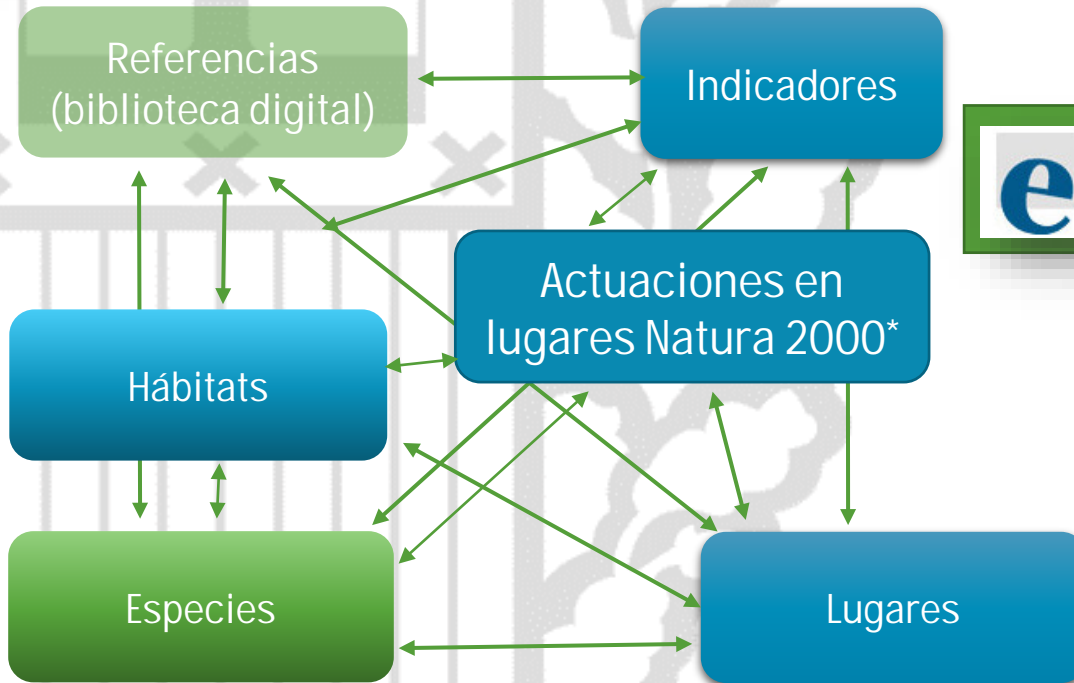 Referencias
(biblioteca digital)
Indicadores
e
Actuaciones en
lugares Natura 2000*
Hábitats
Especies
Lugares